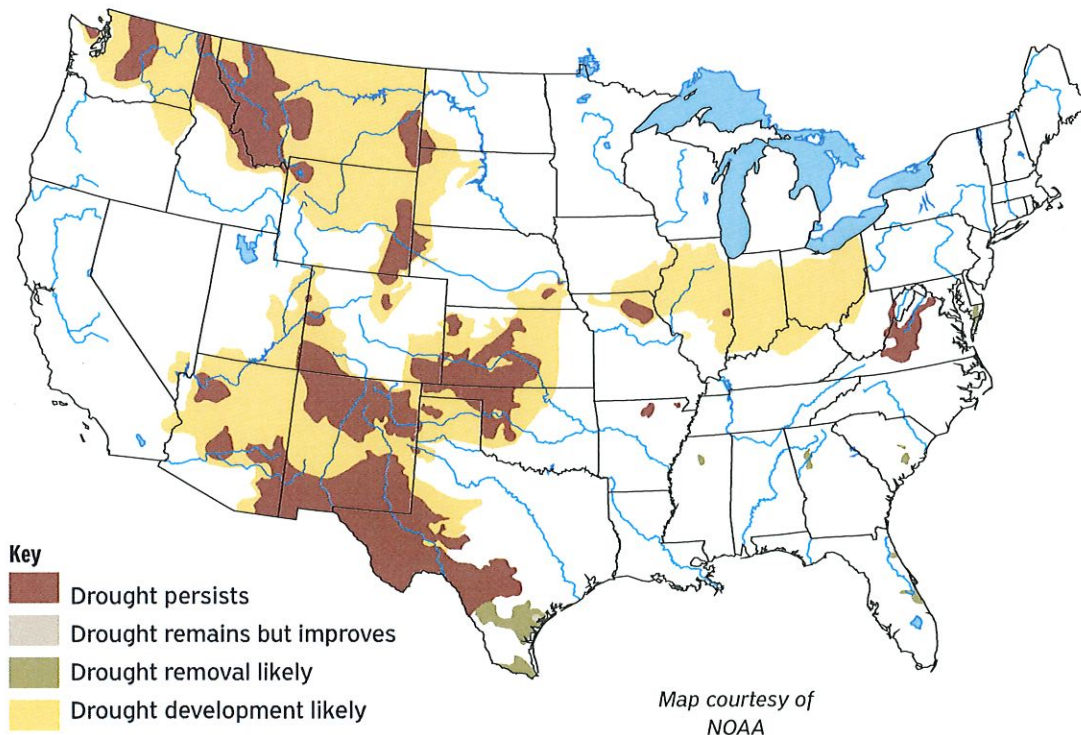 Key
Drought persists
Drought remains but improves
Drought removal likely
Drought development likely
Map courtesy of
NOAA